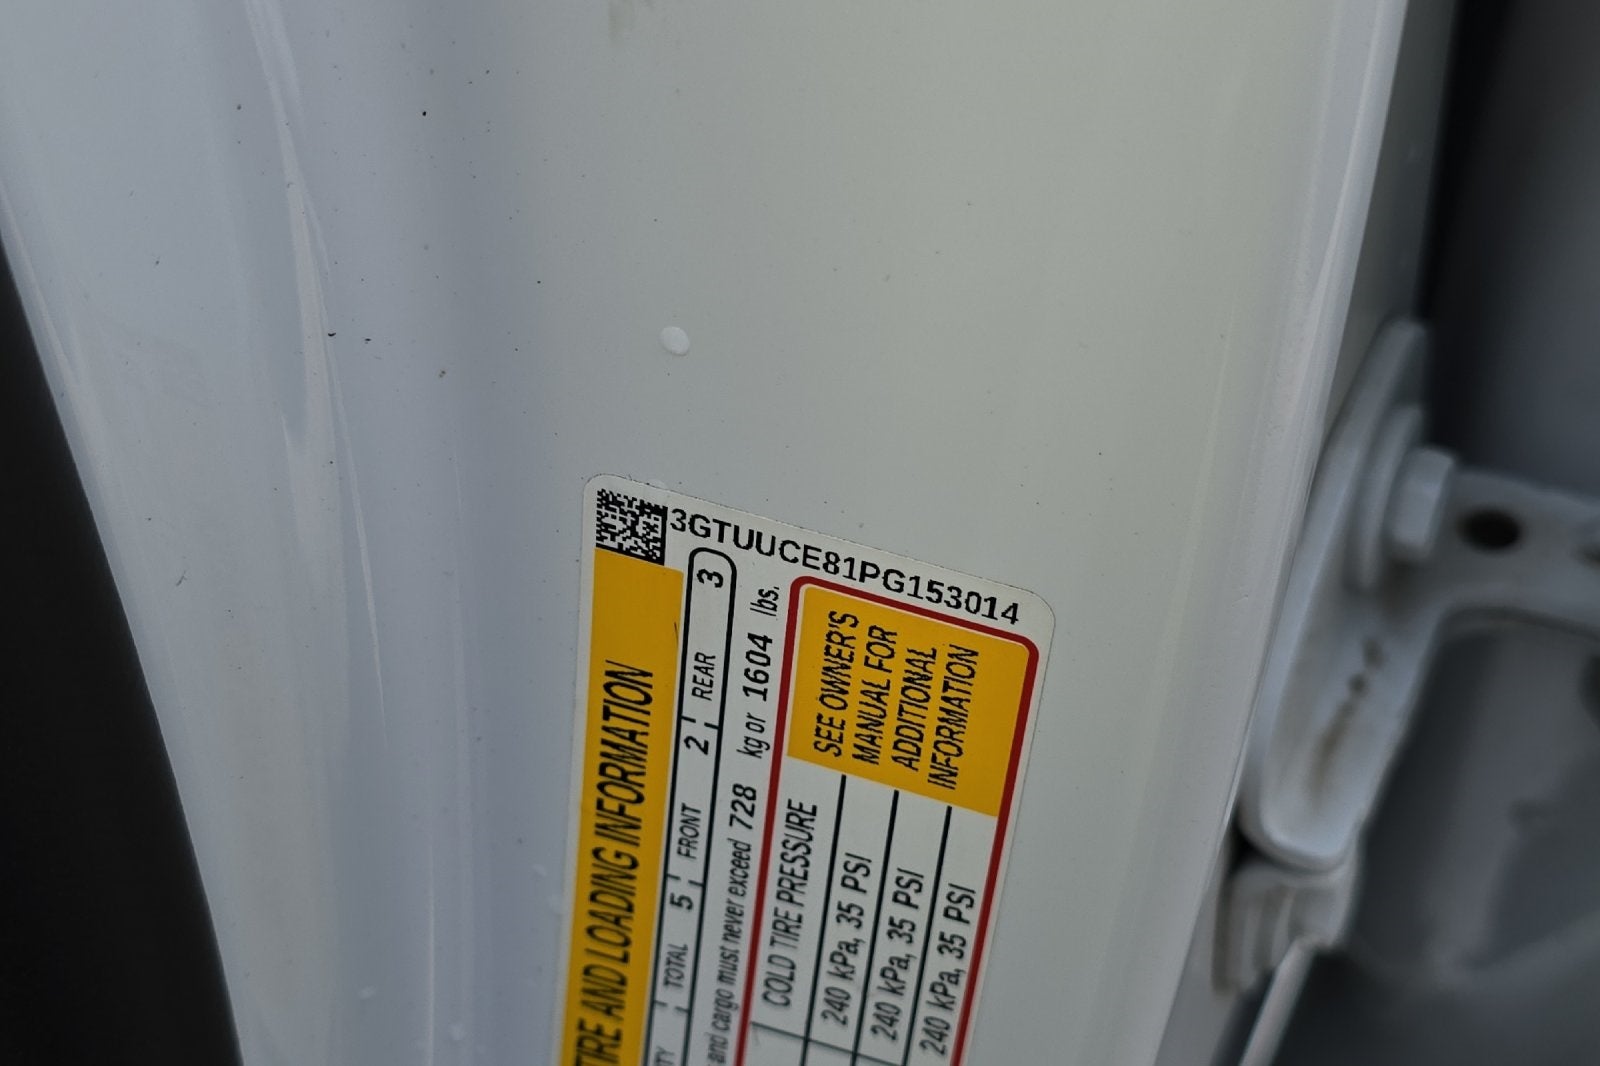 3GTUUCE81PG153014
TIRE AND LOADING INFORMATION
TOTAL 5 FRONT 2 REAR 3
and cargo must never exceed 728 kg or 1604 lbs.
COLD TIRE PRESSURE
240 kPa, 35 PSI
240 kPa, 35 PSI
240 kPa, 35 PSI
SEE OWNER'S
MANUAL FOR
ADDITIONAL
INFORMATION